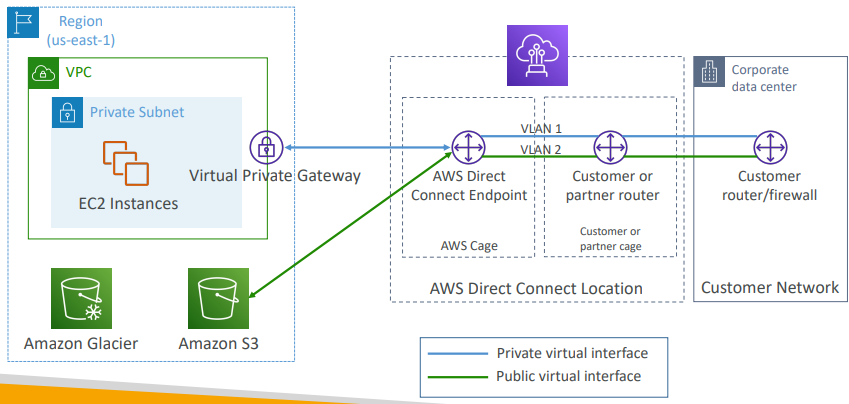 Region
(us-east-1)
VPC
Private Subnet
EC2 Instances
Virtual Private Gateway
Amazon Glacier
Amazon S3
VLAN 1
VLAN 2
AWS Direct
Connect Endpoint
AWS Cage
Customer or
partner router
Customer or
partner cage
AWS Direct Connect Location
Corporate
data center
Customer
router/firewall
Customer Network
Private virtual interface
Public virtual interface